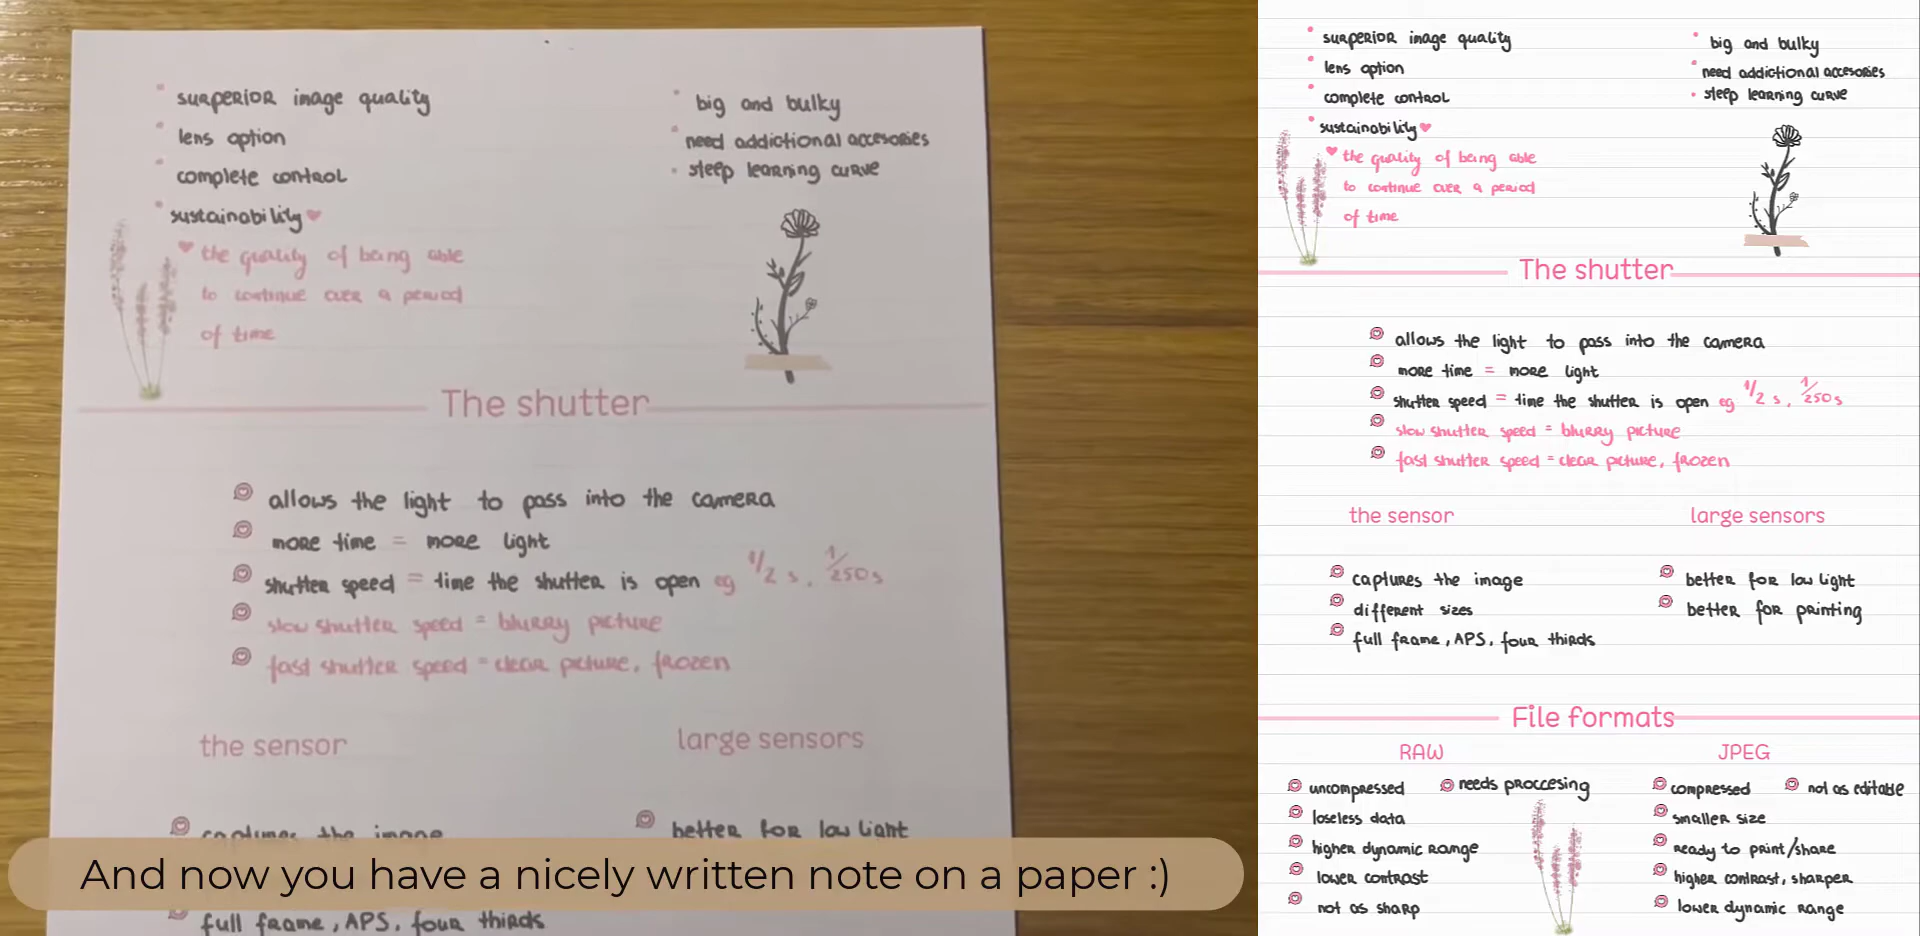 surperior image quality
lens option
complete control
sustainability
the quality of being able
to continue over a period
of time
big and bulky
need addictional accesories
steep learning curve
The shutter
allows the light to pass into the camera
more time = more light
shutter speed = time the shutter is open eg 1/2 s, 1/250 s
slow shutter speed = blurry picture
fast shutter speed = clear picture, frozen
the sensor
large sensors
captures the image
better for low light
And now you have a nicely written note on a paper :)
full frame, APS, four thirds
surperior image quality
lens option
complete control
sustainability
the quality of being able
to continue over a period
of time
big and bulky
need addictional accesories
steep learning curve
The shutter
allows the light to pass into the camera
more time = more light
shutter speed = time the shutter is open eg 1/2 s, 1/250 s
slow shutter speed = blurry picture
fast shutter speed = clear picture, frozen
the sensor
captures the image
different sizes
full frame, APS, four thirds
large sensors
better for low light
better for printing
File formats
RAW
uncompressed
needs proccesing
loseless data
higher dynamic range
lower contrast
not as sharp
JPEG
compressed
not as editable
smaller size
ready to print/share
higher contrast, sharper
lower dynamic range